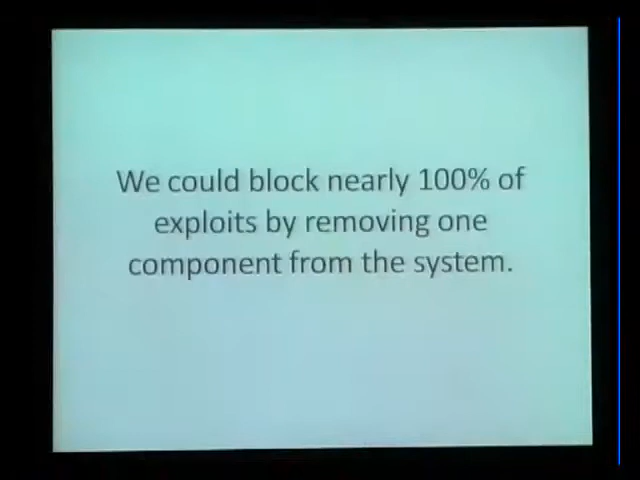 We could block nearly 100% of
exploits by removing one
component from the system.